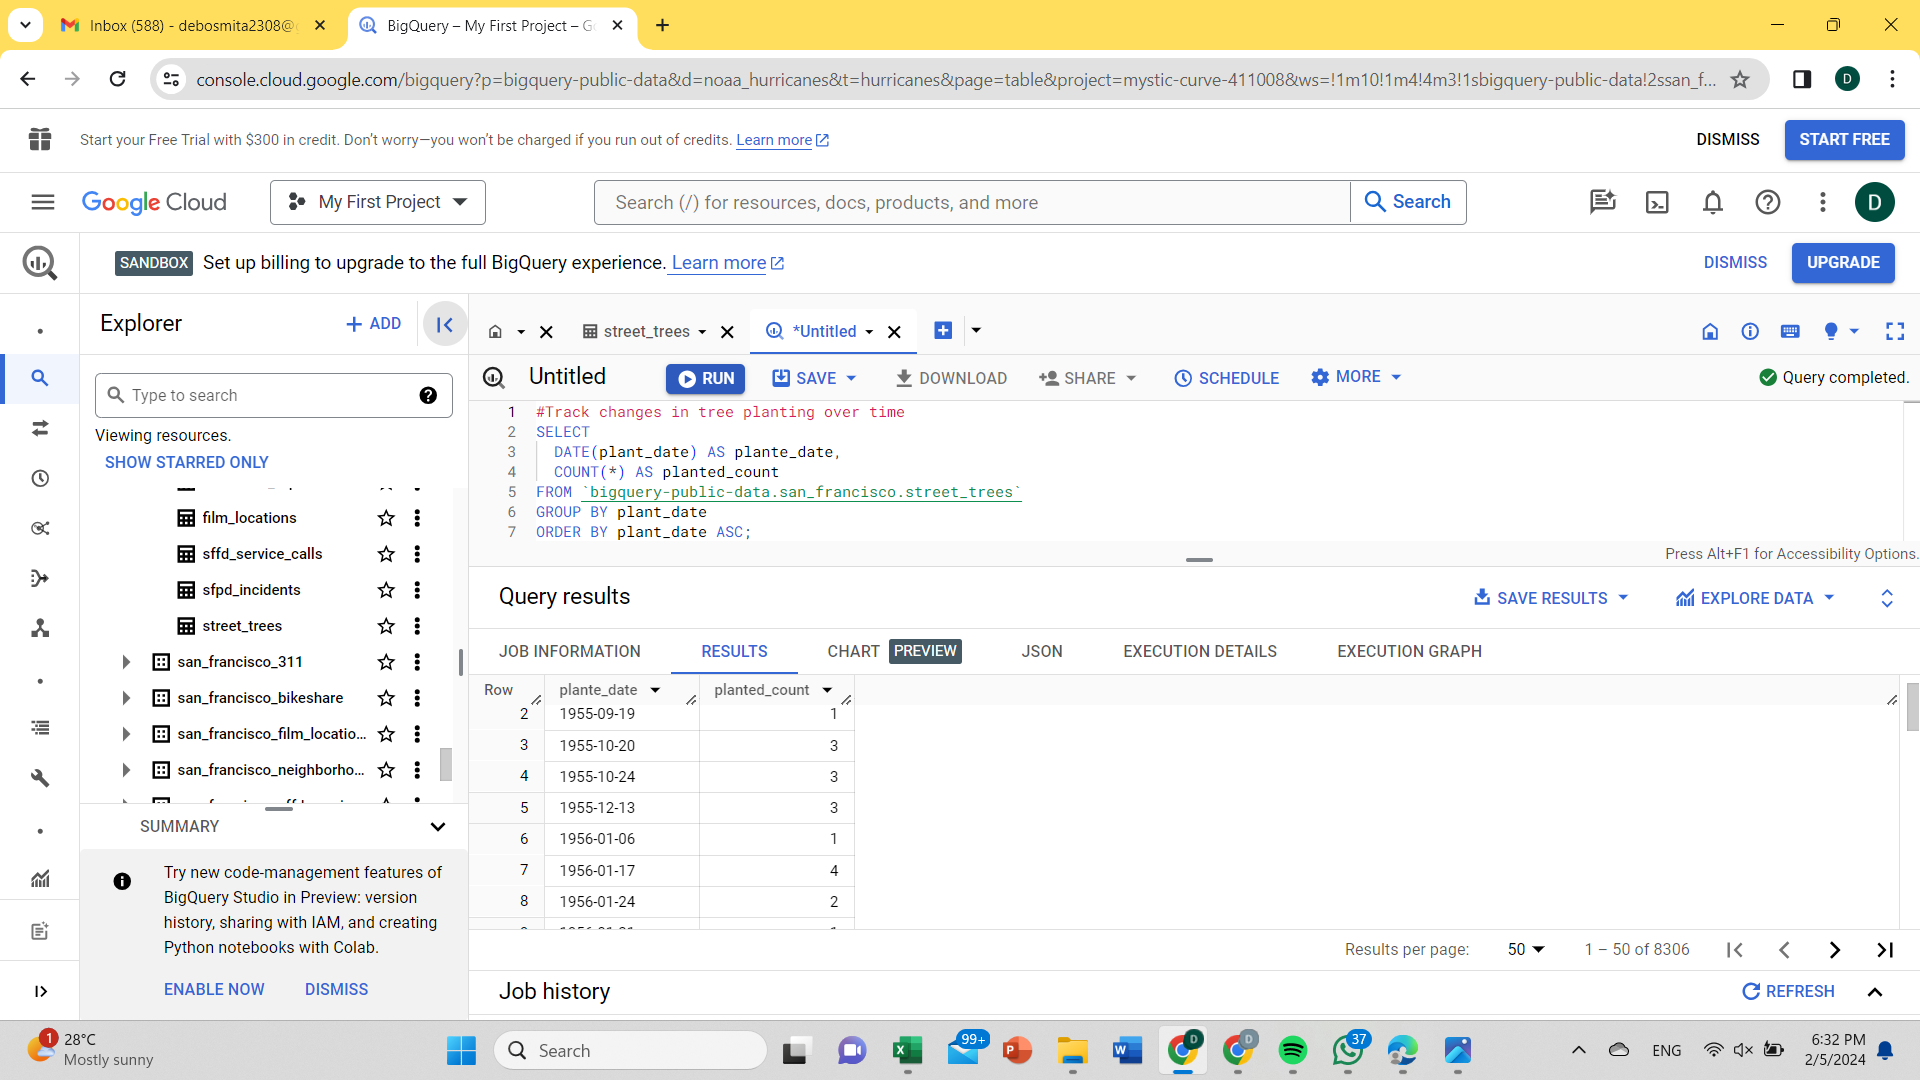 Inbox (588) - debosmita2308@
BigQuery – My First Project – Go
console.cloud.google.com/bigquery?p=bigquery-public-data&d=noaa_hurricanes&t=hurricanes&page=table&project=mystic-curve-411008&ws=!1m10!1m4!4m3!1sbigquery-public-data!2ssan_f...
D
Start your Free Trial with $300 in credit. Don't worry—you won't be charged if you run out of credits. Learn more
DISMISS
START FREE
Google Cloud
My First Project
Search (/) for resources, docs, products, and more
Search
D
SANDBOX Set up billing to upgrade to the full BigQuery experience. Learn more
DISMISS
UPGRADE
Explorer
+ ADD
street_trees
*Untitled
Untitled
RUN
SAVE
DOWNLOAD
SHARE
SCHEDULE
MORE
Query completed.
Type to search
Viewing resources.
SHOW STARRED ONLY
film_locations
sffd_service_calls
sfpd_incidents
street_trees
san_francisco_311
san_francisco_bikeshare
san_francisco_film_locatio...
san_francisco_neighborho...
SUMMARY
Try new code-management features of
BigQuery Studio in Preview: version
history, sharing with IAM, and creating
Python notebooks with Colab.
ENABLE NOW
DISMISS
1 #Track changes in tree planting over time
2 SELECT
3 DATE(plant_date) AS plante_date,
4 COUNT(*) AS planted_count
5 FROM `bigquery-public-data.san_francisco.street_trees`
6 GROUP BY plant_date
7 ORDER BY plant_date ASC;
Press Alt+F1 for Accessibility Options.
Query results
SAVE RESULTS
EXPLORE DATA
JOB INFORMATION
RESULTS
CHART PREVIEW
JSON
EXECUTION DETAILS
EXECUTION GRAPH
Row plante_date planted_count
2 1955-09-19 1
3 1955-10-20 3
4 1955-10-24 3
5 1955-12-13 3
6 1956-01-06 1
7 1956-01-17 4
8 1956-01-24 2
Results per page: 50 1 – 50 of 8306
Job history
REFRESH
1
28°C
Mostly sunny
Search
99+
D
D
37
ENG
6:32 PM
2/5/2024